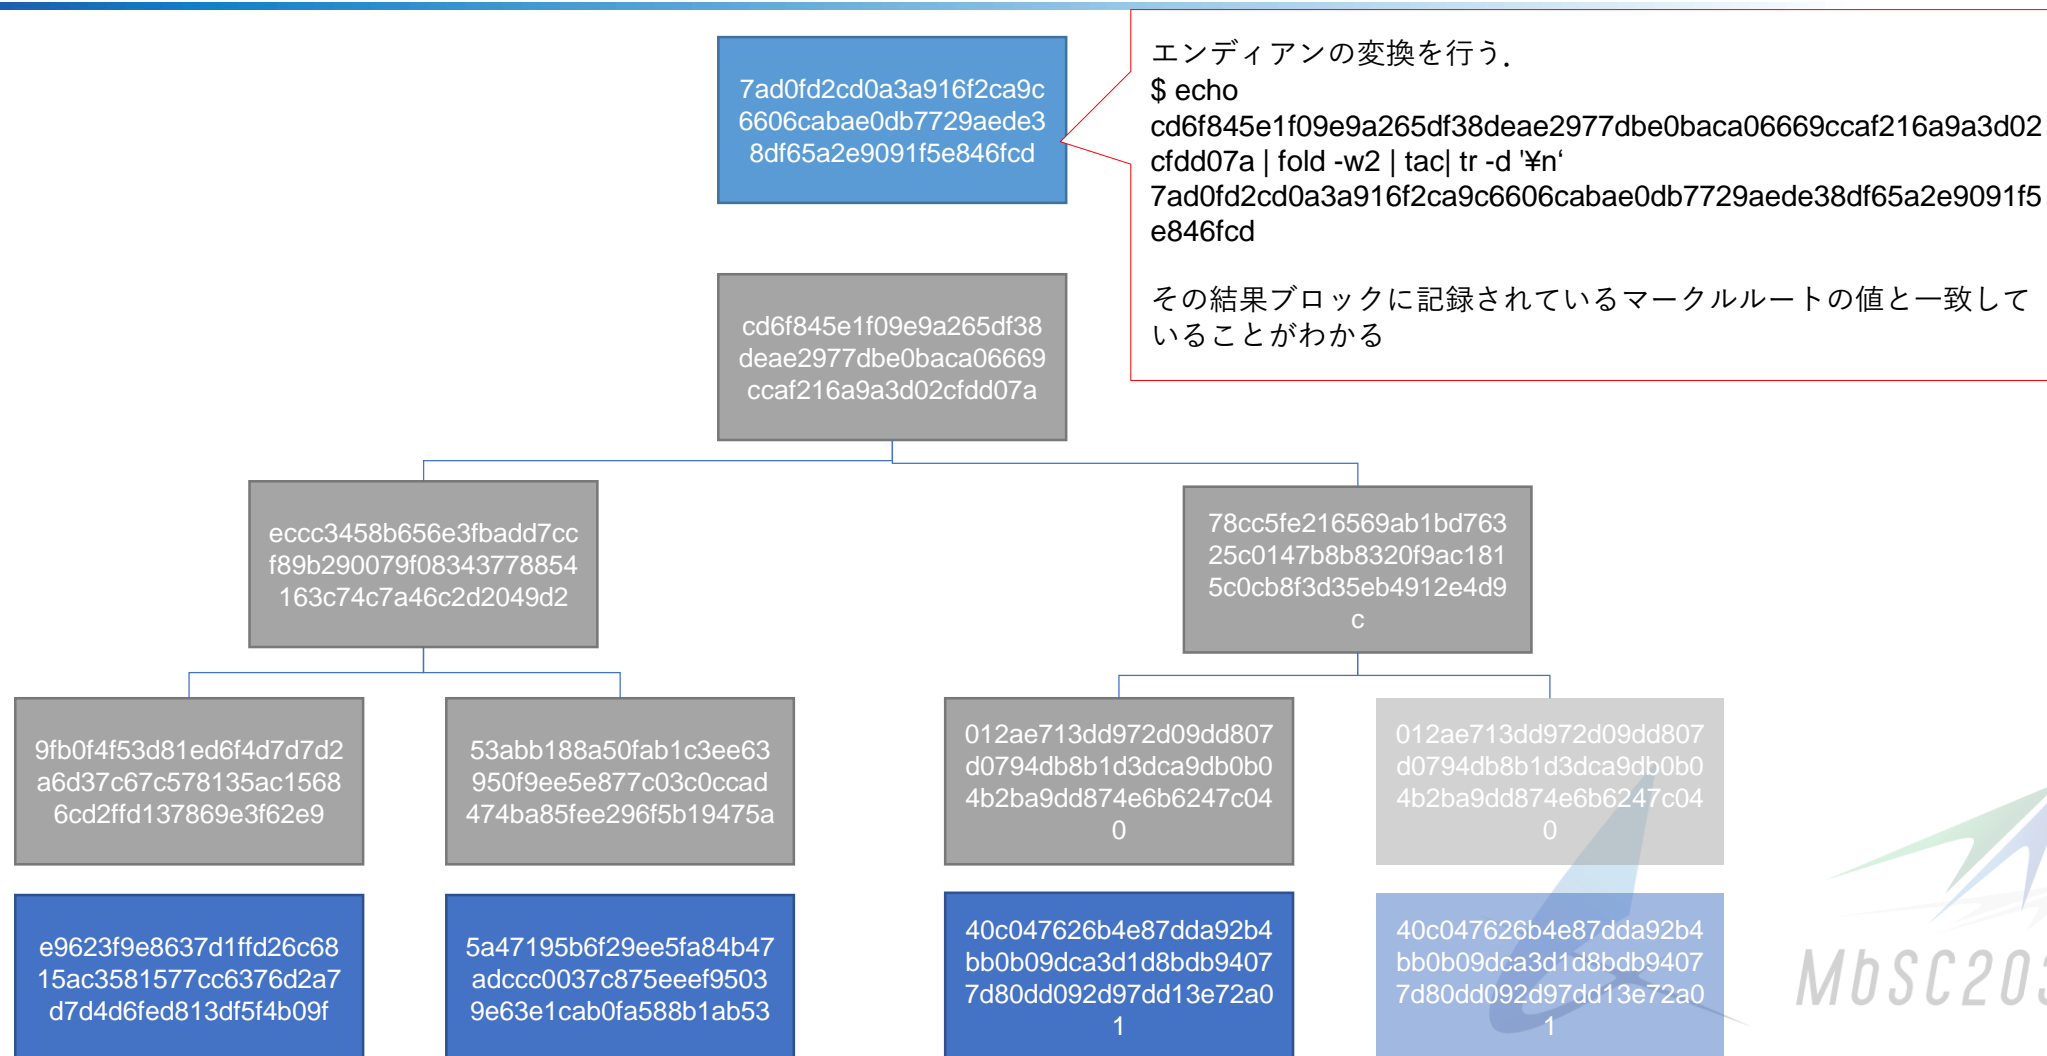 7ad0fd2cd0a3a916f2ca9c
6606cabae0db7729aede3
8df65a2e9091f5e846fcd
エンディアンの変換を行う.
$ echo
cd6f845e1f09e9a265df38deae2977dbe0baca06669ccaf216a9a3d02
cfdd07a | fold -w2 | tac| tr -d '¥n‘
7ad0fd2cd0a3a916f2ca9c6606cabae0db7729aede38df65a2e9091f5
e846fcd
その結果ブロックに記録されているマークルルートの値と一致して
いることがわかる
cd6f845e1f09e9a265df38
deae2977dbe0baca06669
ccaf216a9a3d02cfdd07a
eccc3458b656e3fbadd7cc
f89b290079f08343778854
163c74c7a46c2d2049d2
78cc5fe216569ab1bd763
25c0147b8b8320f9ac181
5c0cb8f3d35eb4912e4d9
c
9fb0f4f53d81ed6f4d7d7d2
a6d37c67c578135ac1568
6cd2ffd137869e3f62e9
53abb188a50fab1c3ee63
950f9ee5e877c03c0ccad
474ba85fee296f5b19475a
012ae713dd972d09dd807
d0794db8b1d3dca9db0b0
4b2ba9dd874e6b6247c04
0
012ae713dd972d09dd807
d0794db8b1d3dca9db0b0
4b2ba9dd874e6b6247c04
0
e9623f9e8637d1ffd26c68
15ac3581577cc6376d2a7
d7d4d6fed813df5f4b09f
5a47195b6f29ee5fa84b47
adccc0037c875eeef9503
9e63e1cab0fa588b1ab53
40c047626b4e87dda92b4
bb0b09dca3d1d8bdb9407
7d80dd092d97dd13e72a0
1
40c047626b4e87dda92b4
bb0b09dca3d1d8bdb9407
7d80dd092d97dd13e72a0
1